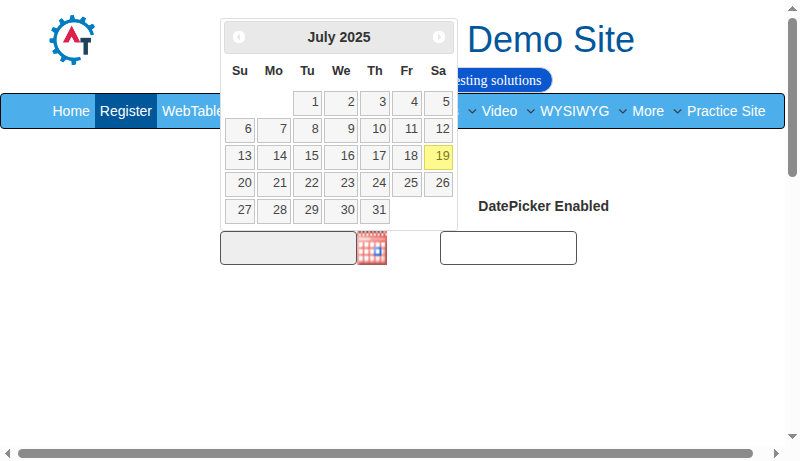 Demo Site
esting solutions
Home Register WebTable Video WYSIWYG More Practice Site
July 2025
Su Mo Tu We Th Fr Sa
1 2 3 4 5
6 7 8 9 10 11 12
13 14 15 16 17 18 19
20 21 22 23 24 25 26
27 28 29 30 31
DatePicker Enabled